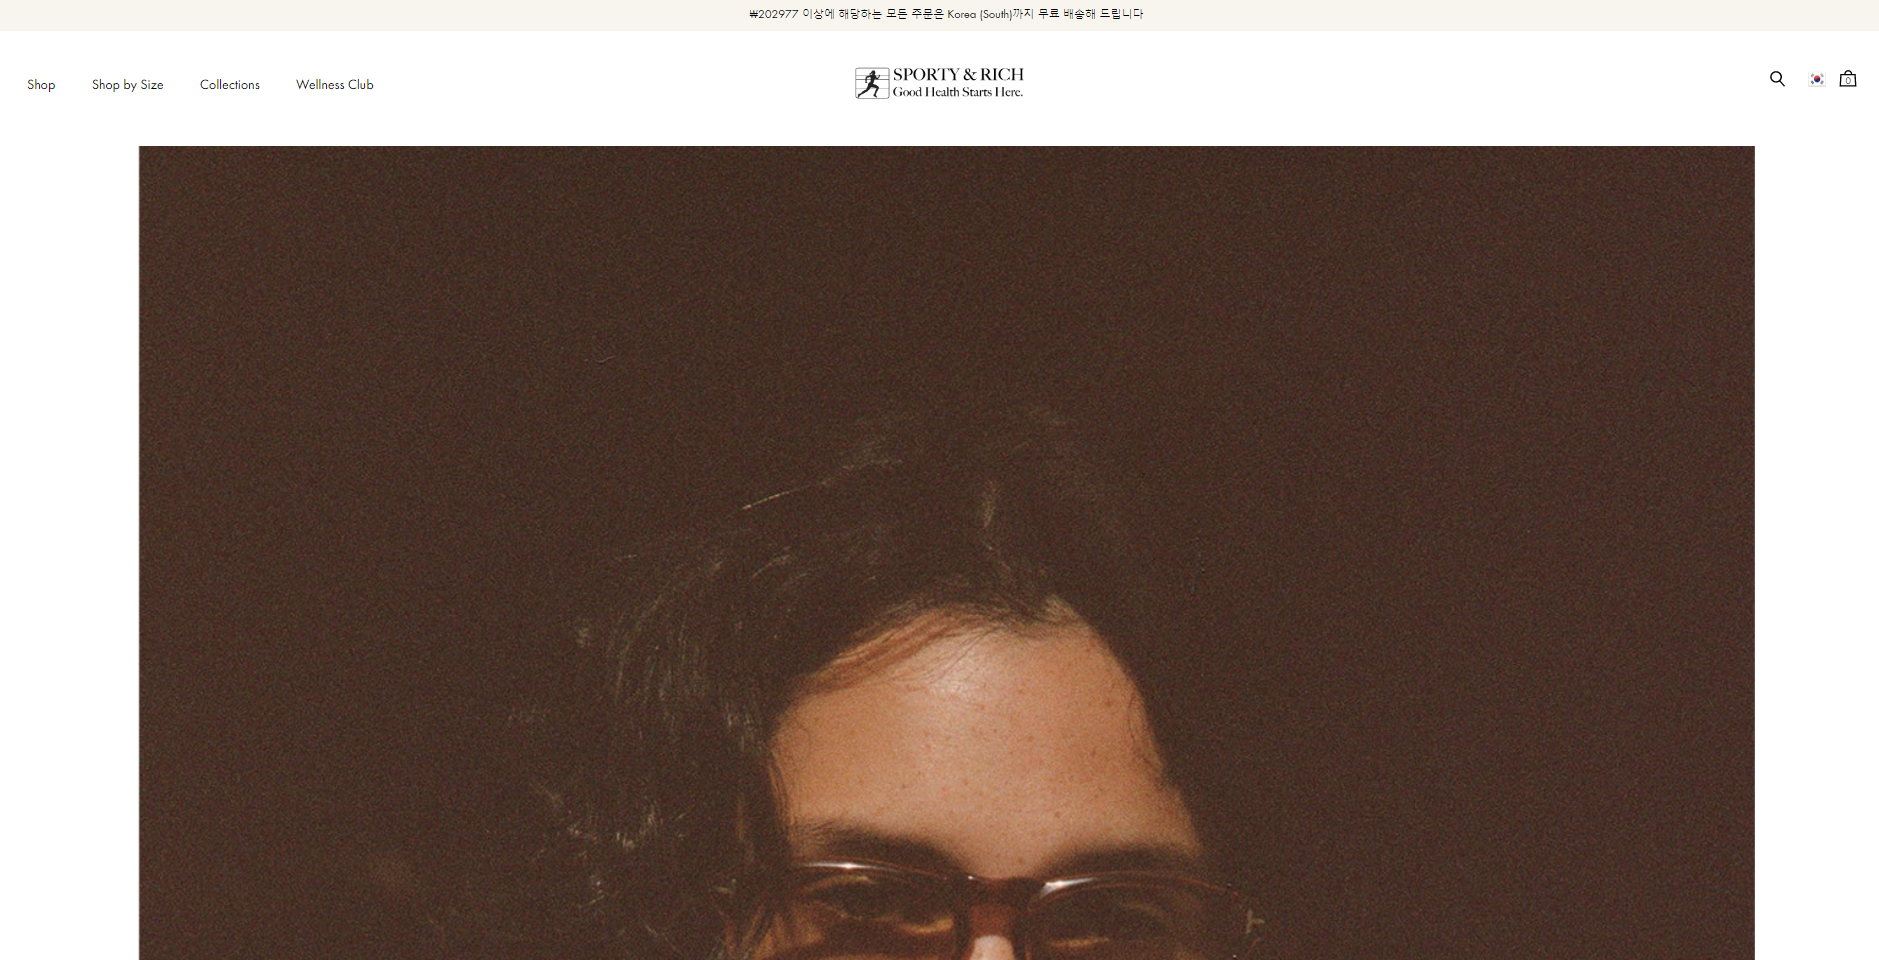 ₩202977 이상에 해당하는 모든 주문은 Korea (South)까지 무료 배송해 드립니다
Shop
Shop by Size
Collections
Wellness Club
SPORTY & RICH
Good Health Starts Here.
0